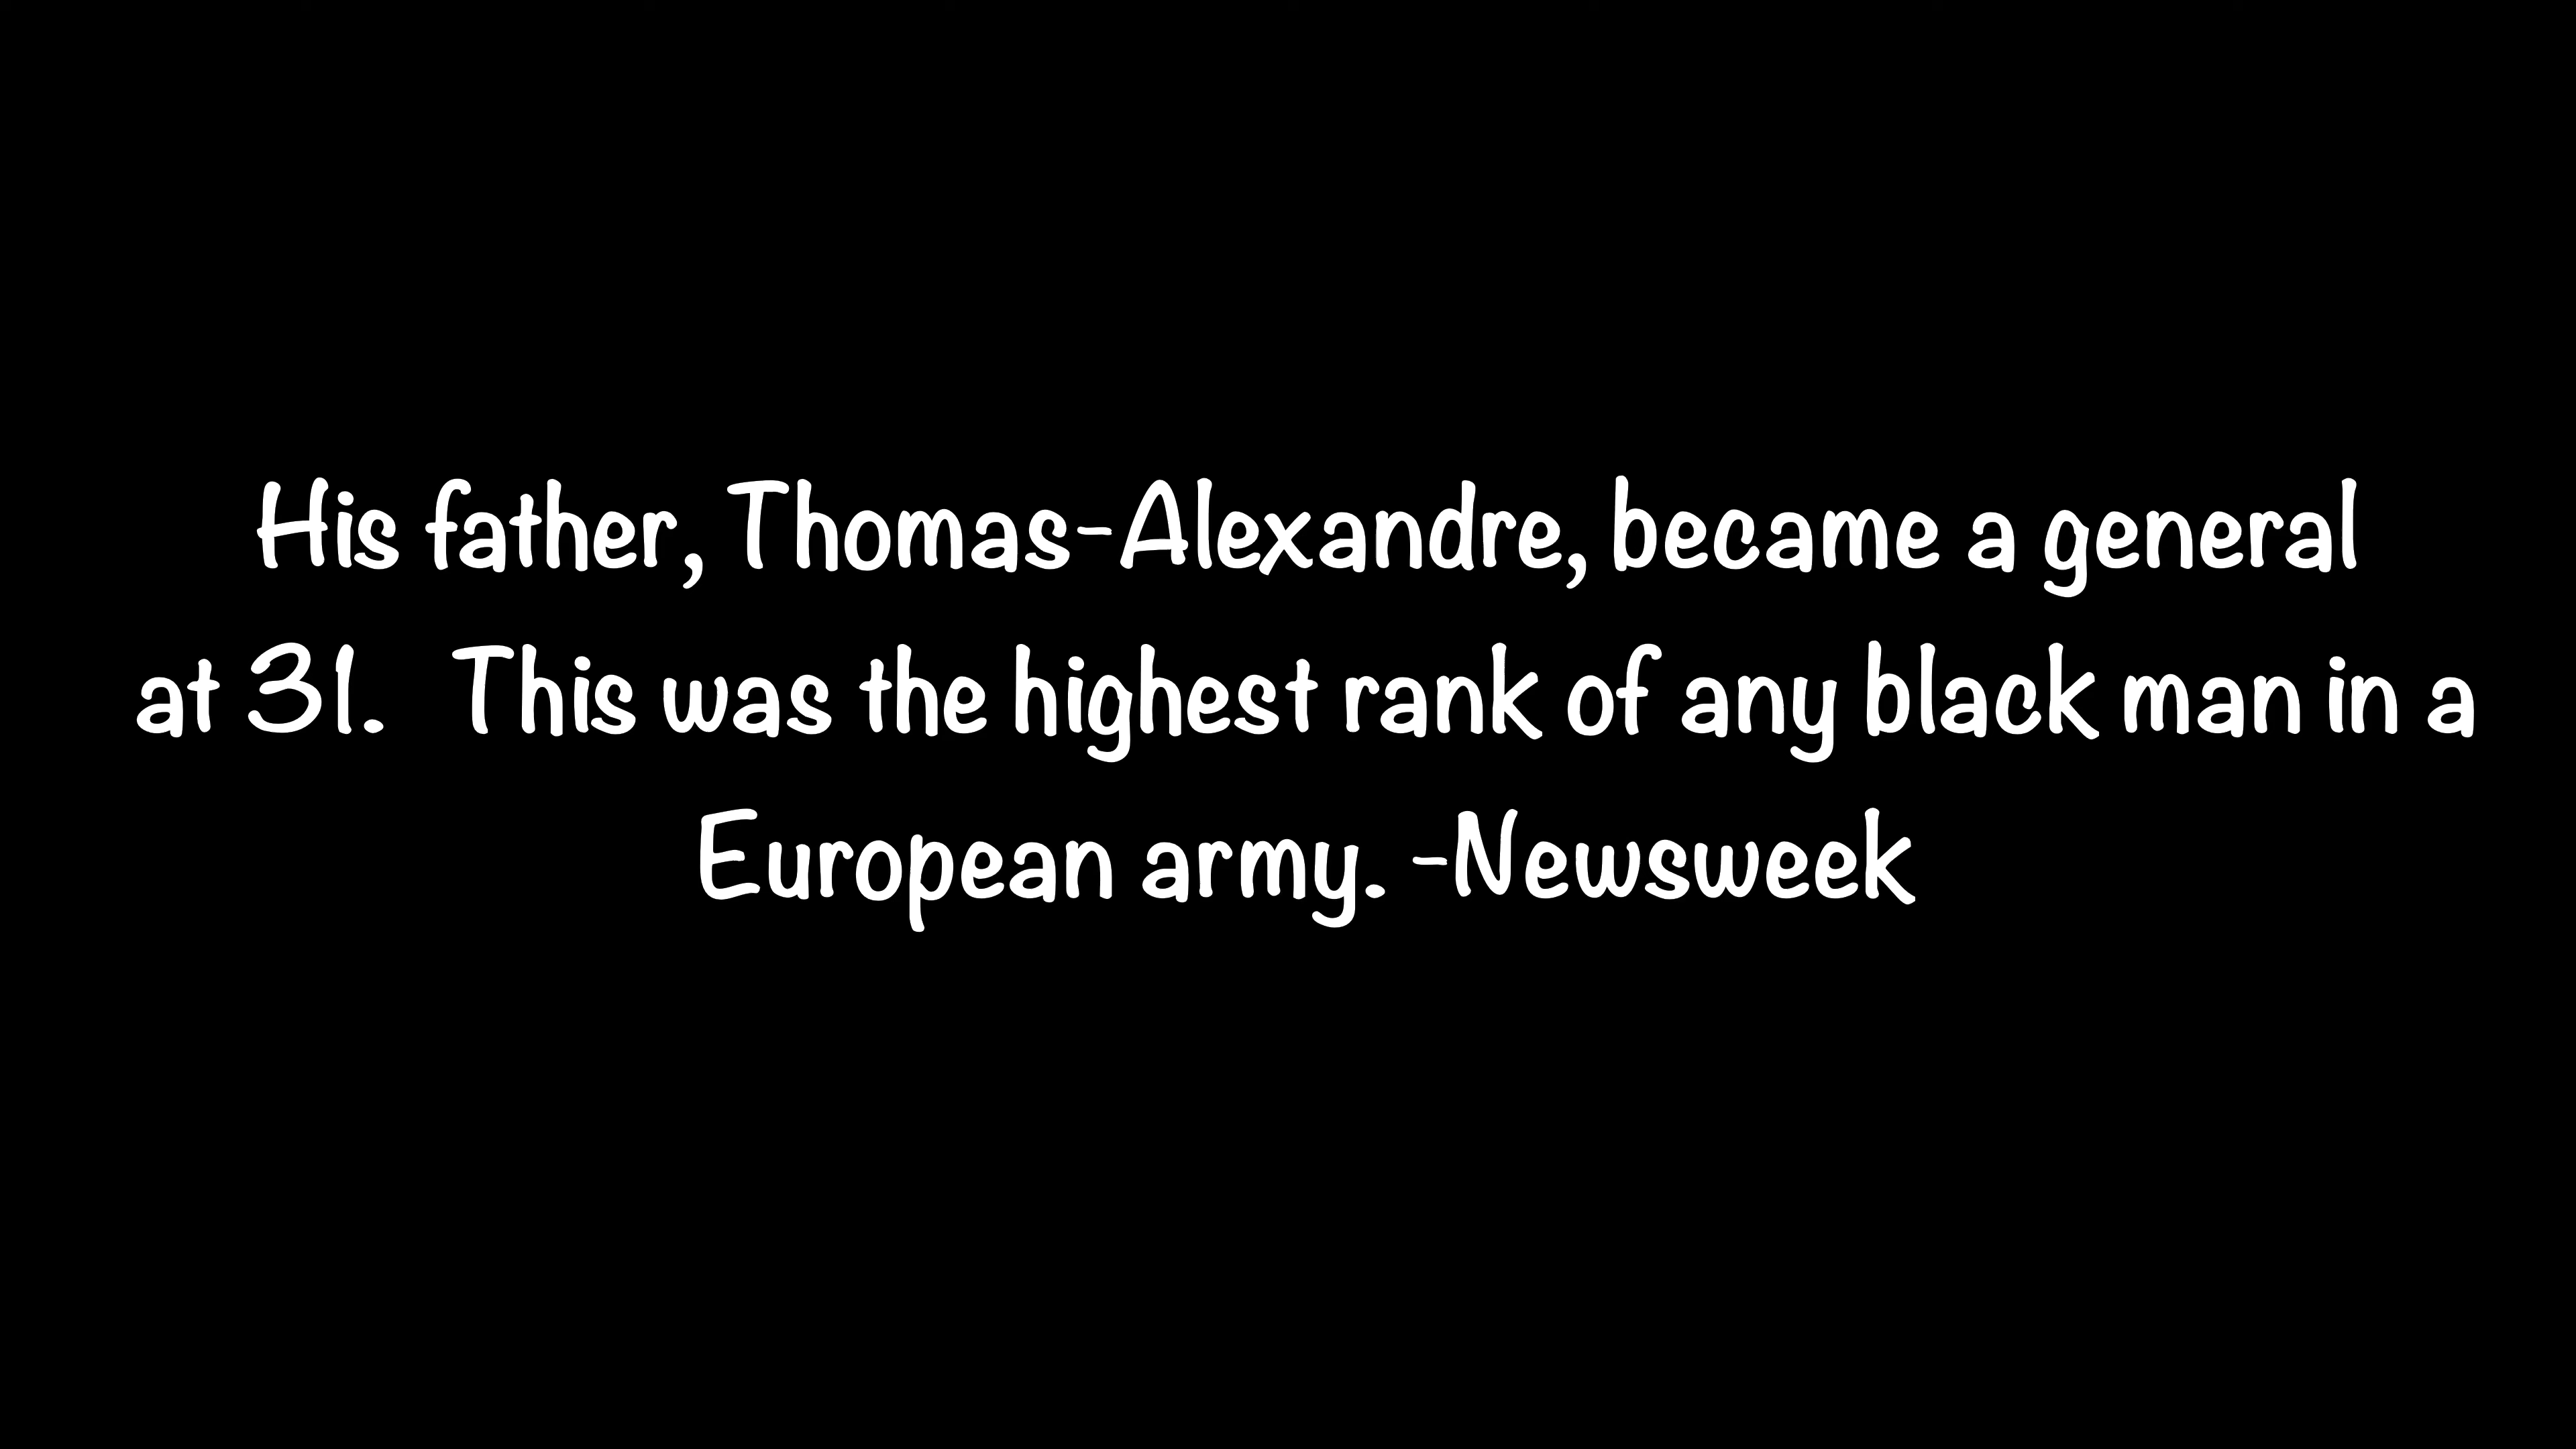 His father, Thomas-Alexandre, became a general
at 31.  This was the highest rank of any black man in a
European army. -Newsweek